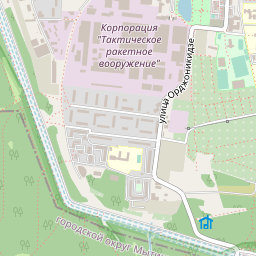 Корпорация
"Тактическое
ракетное
вооружение"
улица Орджоникидзе
городской округ Мыти